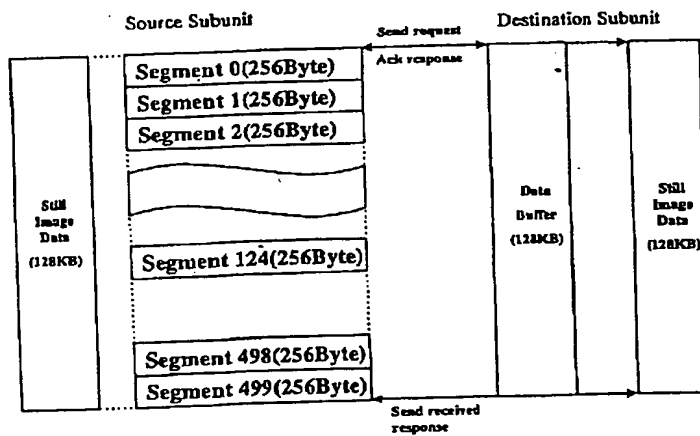 Source Subunit
Destination Subunit
Send request
Ack response
Segment 0(256Byte)
Segment 1(256Byte)
Segment 2(256Byte)
Segment 124(256Byte)
Segment 498(256Byte)
Segment 499(256Byte)
Still
Image
Data
(128KB)
Data
Buffer
(128KB)
Still
Image
Data
(128KB)
Send received
response